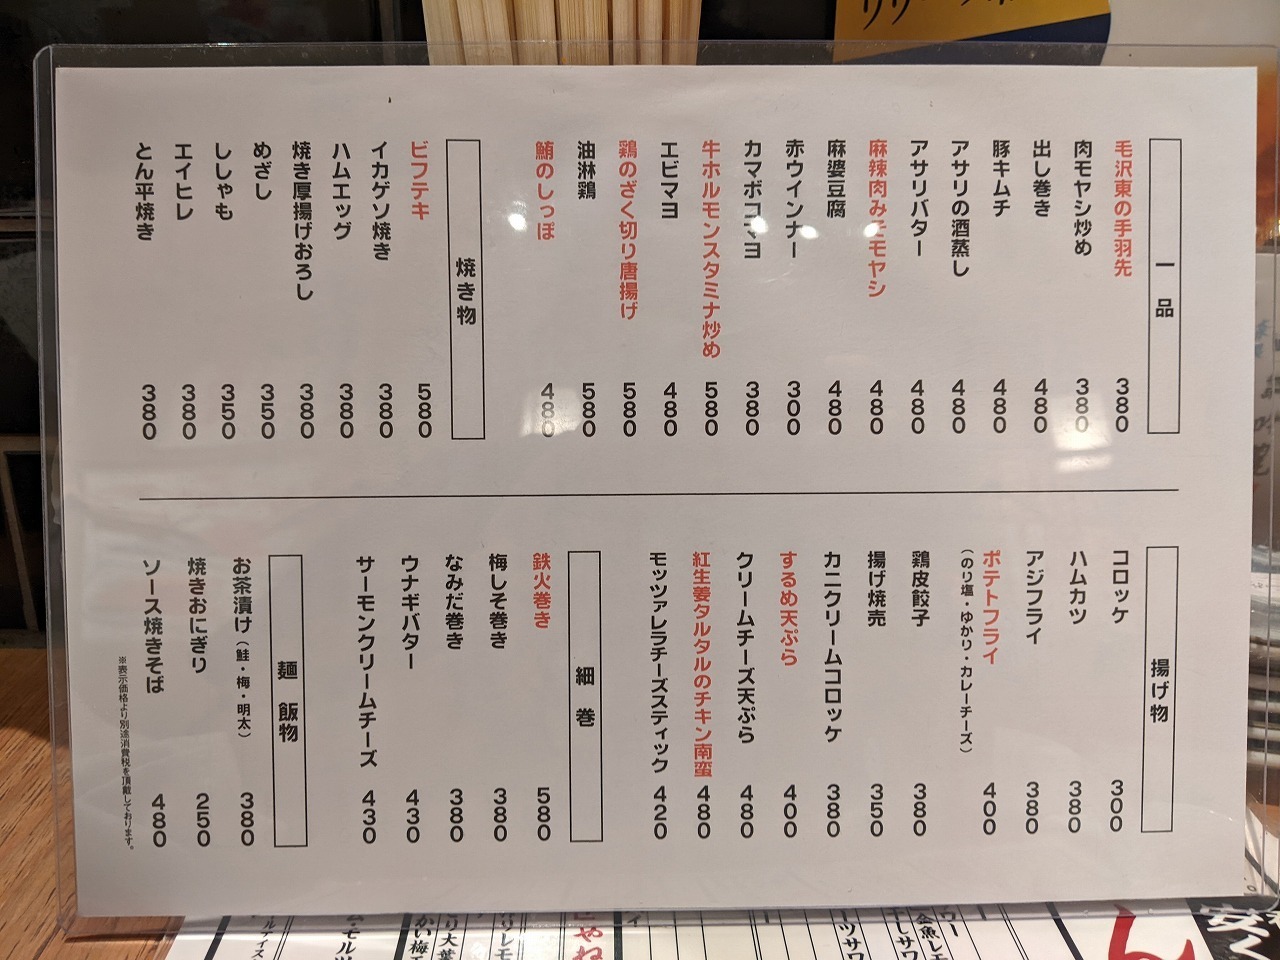 一品
毛沢東の手羽先 380
肉モヤシ炒め 380
出し巻き 480
豚キムチ 480
アサリの酒蒸し 480
アサリバター 480
麻辣肉みそモヤシ 480
麻婆豆腐 480
赤ウインナー 300
カマボコマヨ 380
牛ホルモンスタミナ炒め 580
エビマヨ 480
鶏のざく切り唐揚げ 580
油淋鶏 580
鮪のしっぽ 480
焼き物
ビフテキ 580
イカゲソ焼き 380
ハムエッグ 380
焼き厚揚げおろし 380
めざし 350
ししゃも 350
エイヒレ 380
とん平焼き 380
揚げ物
コロッケ 300
ハムカツ 380
アジフライ 380
ポテトフライ 400
(のり塩・ゆかり・カレーチーズ)
鶏皮餃子 380
揚げ焼売 350
カニクリームコロッケ 380
するめ天ぷら 400
クリームチーズ天ぷら 480
紅生姜タルタルのチキン南蛮 480
モッツァレラチーズスティック 420
細巻
鉄火巻き 580
梅しそ巻き 380
なみだ巻き 380
ウナギバター 430
サーモンクリームチーズ 430
麺 飯物
お茶漬け(鮭・梅・明太) 380
焼きおにぎり 250
ソース焼きそば 480
※表示価格より別途消費税を頂戴しております。